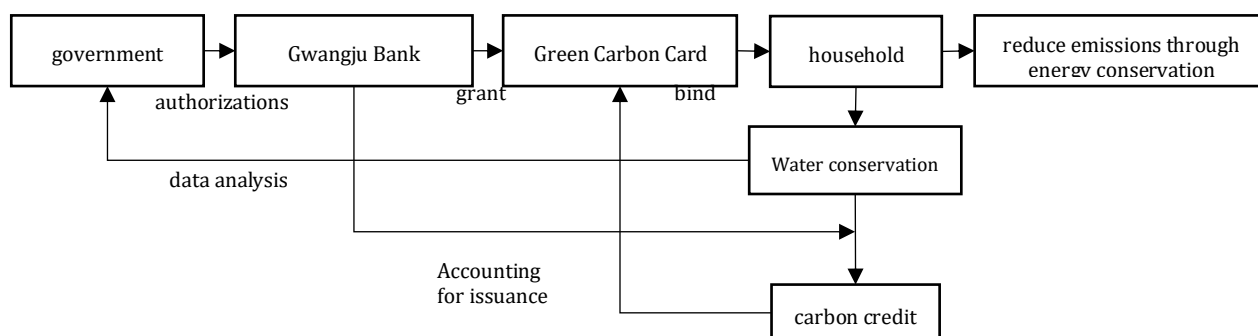 government
Gwangju Bank
Green Carbon Card
household
reduce emissions through
energy conservation
authorizations
grant
bind
Water conservation
data analysis
Accounting
for issuance
carbon credit